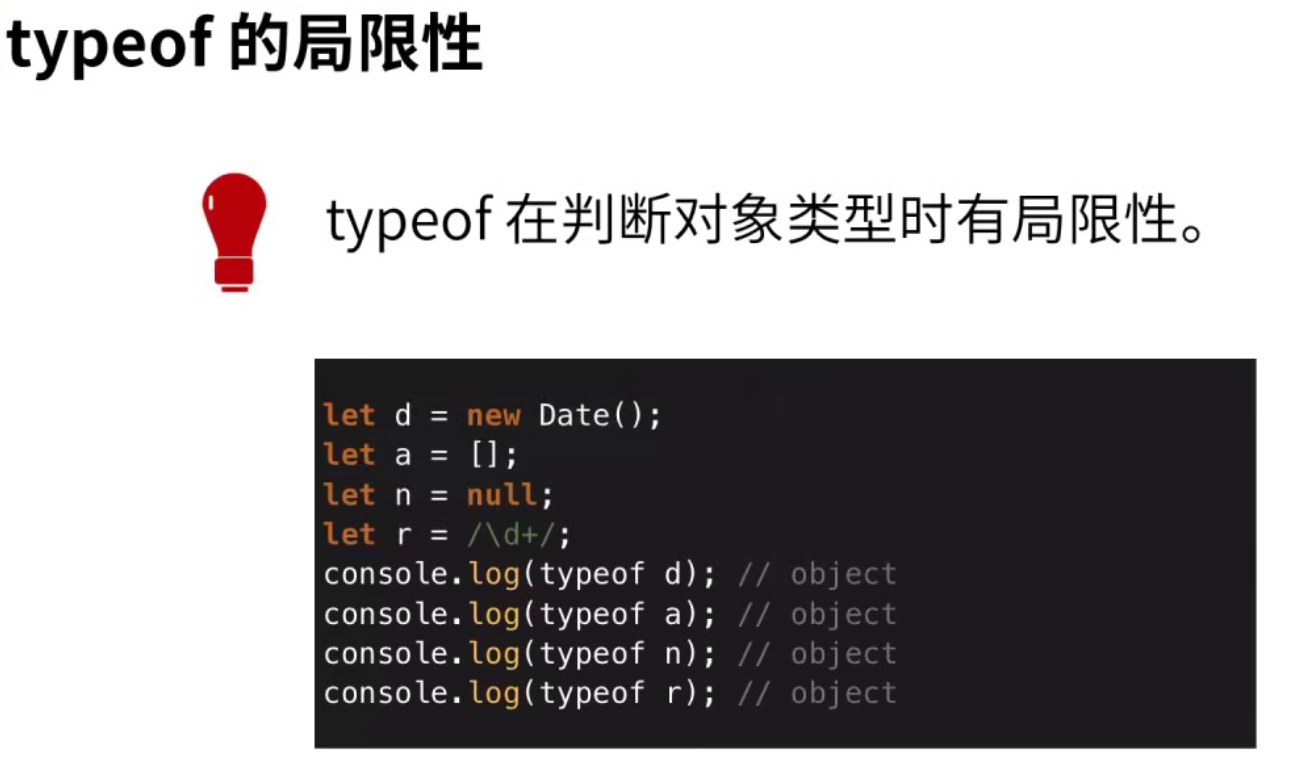 typeof 的局限性
typeof 在判断对象类型时有局限性。
let d = new Date();
let a = [];
let n = null;
let r = /\d+/;
console.log(typeof d); // object
console.log(typeof a); // object
console.log(typeof n); // object
console.log(typeof r); // object